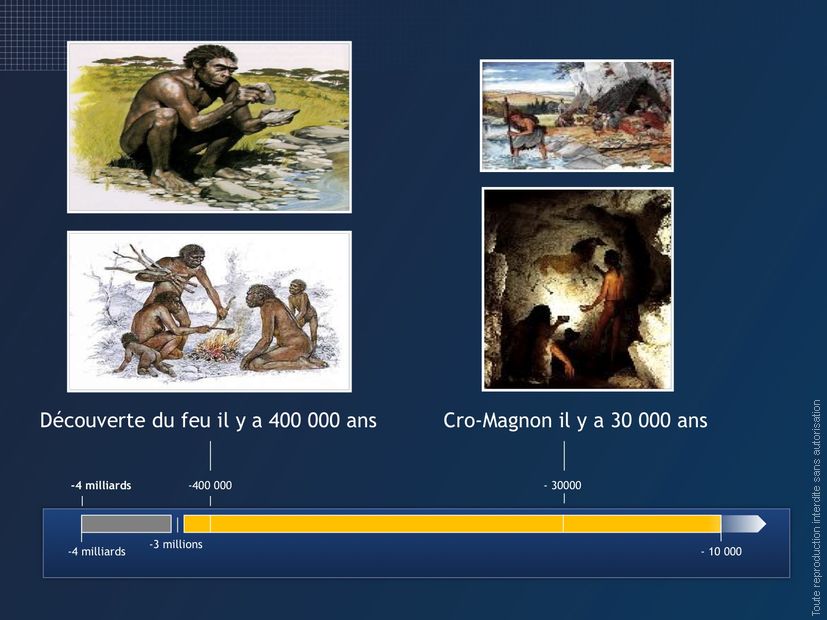 Découverte du feu il y a 400 000 ans
Cro-Magnon il y a 30 000 ans
-4 milliards
-400 000
- 30000
-4 milliards
-3 millions
- 10 000
Toute reproduction interdite sans autorisation